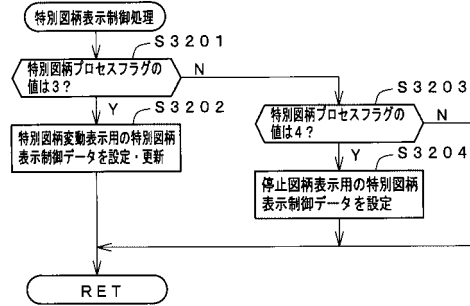 特別図柄表示制御処理
S3201
特別図柄プロセスフラグの
値は3?
N
Y
S3202
特別図柄変動表示用の特別図柄
表示制御データを設定・更新
S3203
特別図柄プロセスフラグの
値は4?
N
Y
S3204
停止図柄表示用の特別図柄
表示制御データを設定
RET